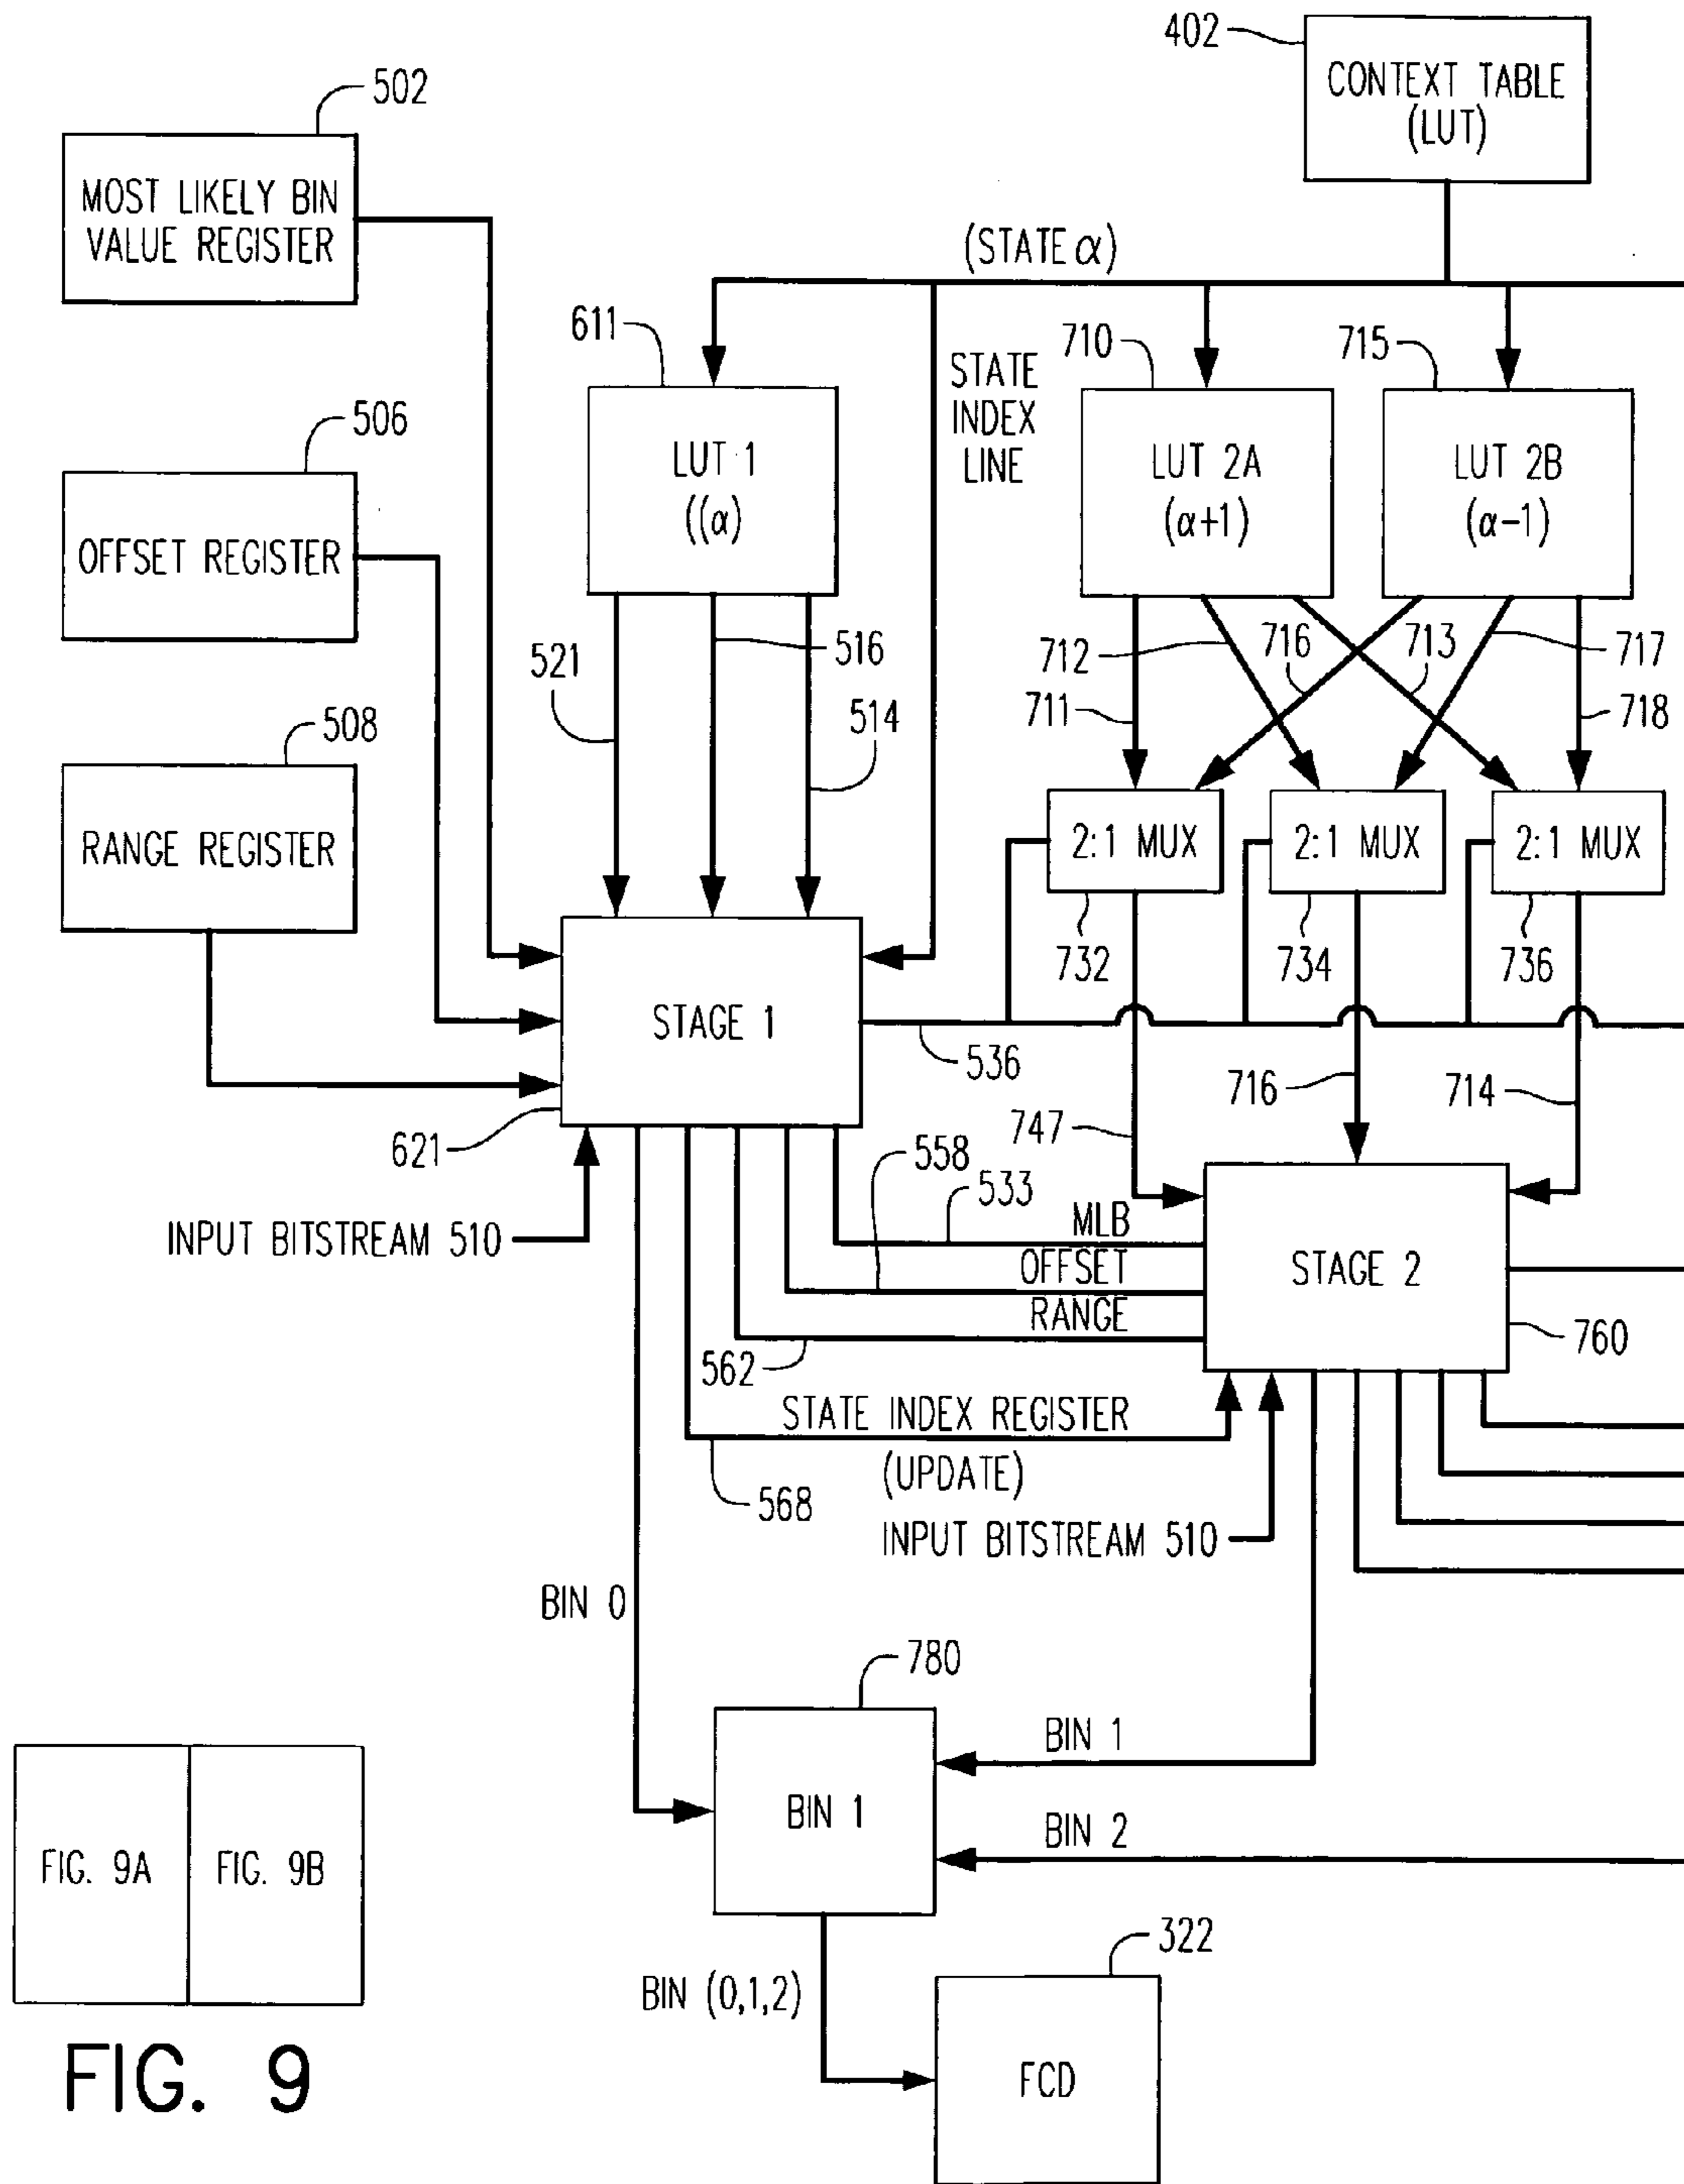 402
CONTEXT TABLE
(LUT)
502
MOST LIKELY BIN
VALUE REGISTER
(STATE α)
611
710
715
STATE
INDEX
LINE
506
OFFSET REGISTER
LUT 1
((α)
LUT 2A
(α+1)
LUT 2B
(α-1)
521
516
514
712
716
713
717
711
718
508
RANGE REGISTER
2:1 MUX
2:1 MUX
2:1 MUX
732
734
736
STAGE 1
536
716
714
747
621
558
533
INPUT BITSTREAM 510
MLB
OFFSET
RANGE
STAGE 2
760
562
STATE INDEX REGISTER
(UPDATE)
568
INPUT BITSTREAM 510
BIN 0
780
BIN 1
BIN 1
BIN 2
FIG. 9A
FIG. 9B
FIG. 9
BIN (0,1,2)
322
FCD